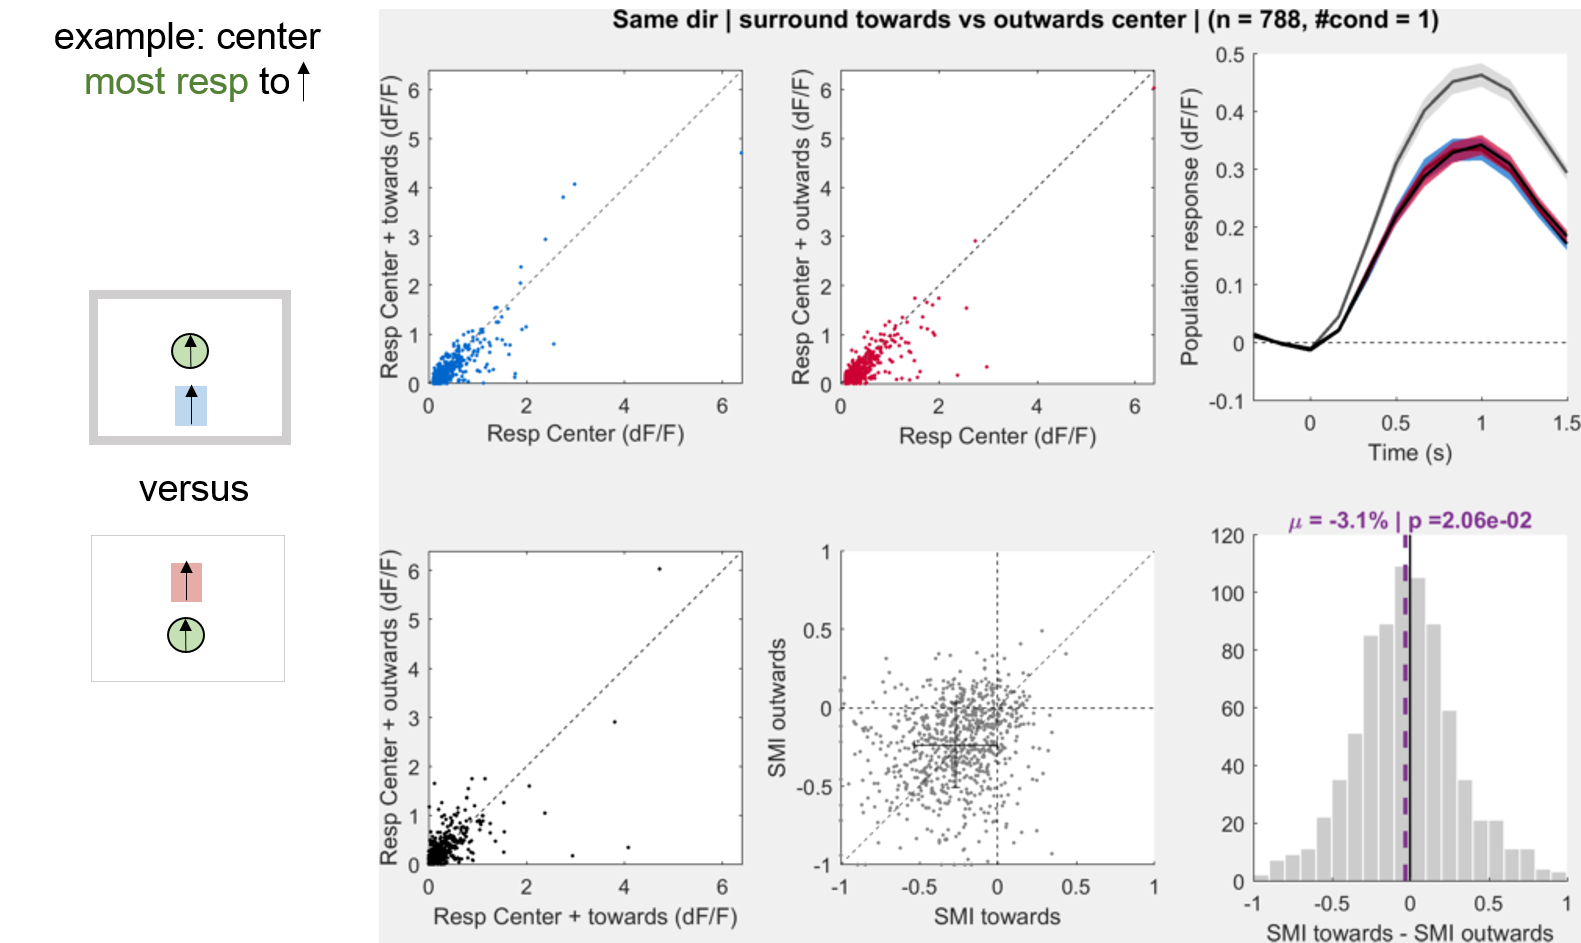 example: center
most resp to
versus
Same dir | surround towards vs outwards center | (n = 788, #cond = 1)
Resp Center + towards (dF/F)
6
5
4
3
2
1
0
0 2 4 6
Resp Center (dF/F)
Resp Center + outwards (dF/F)
6
5
4
3
2
1
0
0 2 4 6
Resp Center (dF/F)
Population response (dF/F)
0.5
0.4
0.3
0.2
0.1
0
-0.1
0 0.5 1 1.5
Time (s)
Resp Center + outwards (dF/F)
6
5
4
3
2
1
0
0 2 4 6
Resp Center + towards (dF/F)
SMI outwards
1
0.5
0
-0.5
-1
-1 -0.5 0 0.5 1
SMI towards
μ = -3.1% | p =2.06e-02
120
100
80
60
40
20
0
-1 -0.5 0 0.5 1
SMI towards - SMI outwards